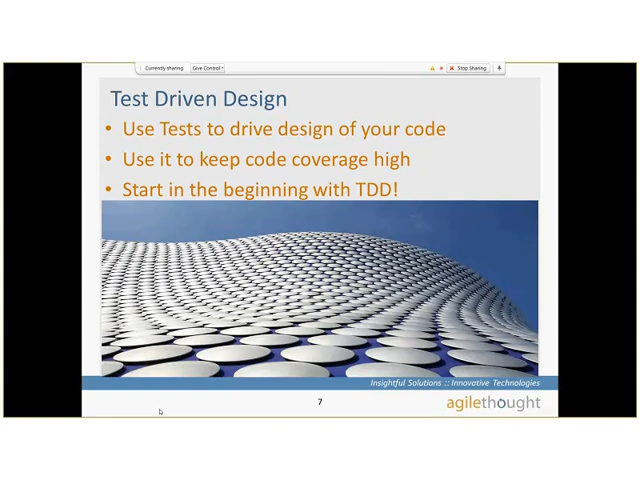 Currently sharing Give Control Stop Sharing
Test Driven Design
• Use Tests to drive design of your code
• Use it to keep code coverage high
• Start in the beginning with TDD!
Insightful Solutions :: Innovative Technologies
7
agilethought